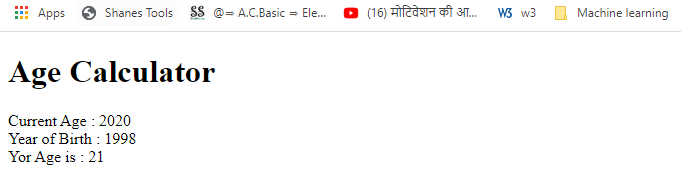 Apps Shanes Tools @⇒ A.C.Basic ⇒ Ele... (16) मोटिवेशन की आ... W3 w3 Machine learning
Age Calculator
Current Age : 2020
Year of Birth : 1998
Yor Age is : 21